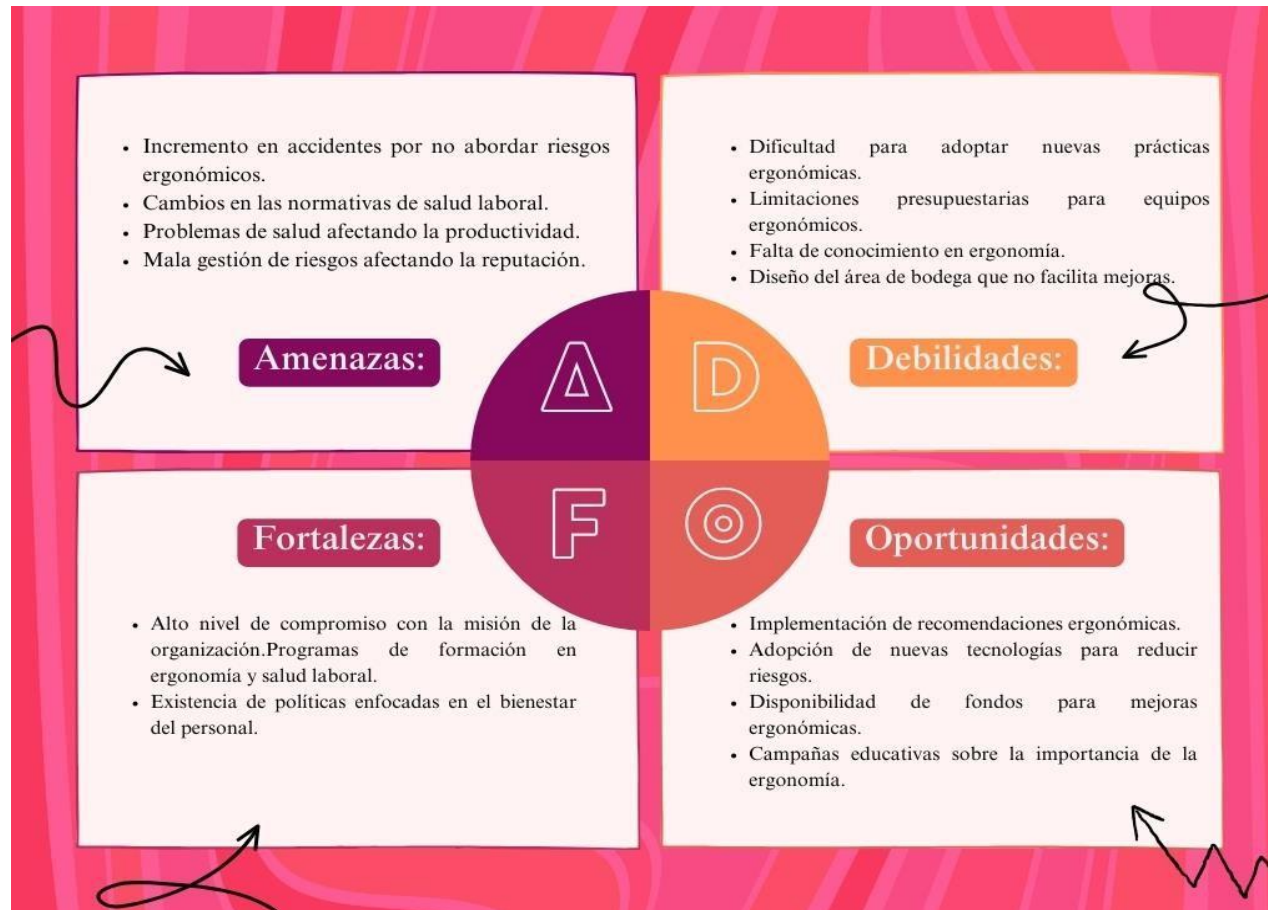 • Incremento en accidentes por no abordar riesgos
ergonómicos.
• Cambios en las normativas de salud laboral.
• Problemas de salud afectando la productividad.
• Mala gestión de riesgos afectando la reputación.
Amenazas:
• Dificultad para adoptar nuevas prácticas
ergonómicas.
• Limitaciones presupuestarias para equipos
ergonómicos.
• Falta de conocimiento en ergonomía.
• Diseño del área de bodega que no facilita mejoras.
Debilidades:
A
D
F
O
Fortalezas:
• Alto nivel de compromiso con la misión de la
organización.Programas de formación en
ergonomía y salud laboral.
• Existencia de políticas enfocadas en el bienestar
del personal.
Oportunidades:
• Implementación de recomendaciones ergonómicas.
• Adopción de nuevas tecnologías para reducir
riesgos.
• Disponibilidad de fondos para mejoras
ergonómicas.
• Campañas educativas sobre la importancia de la
ergonomía.